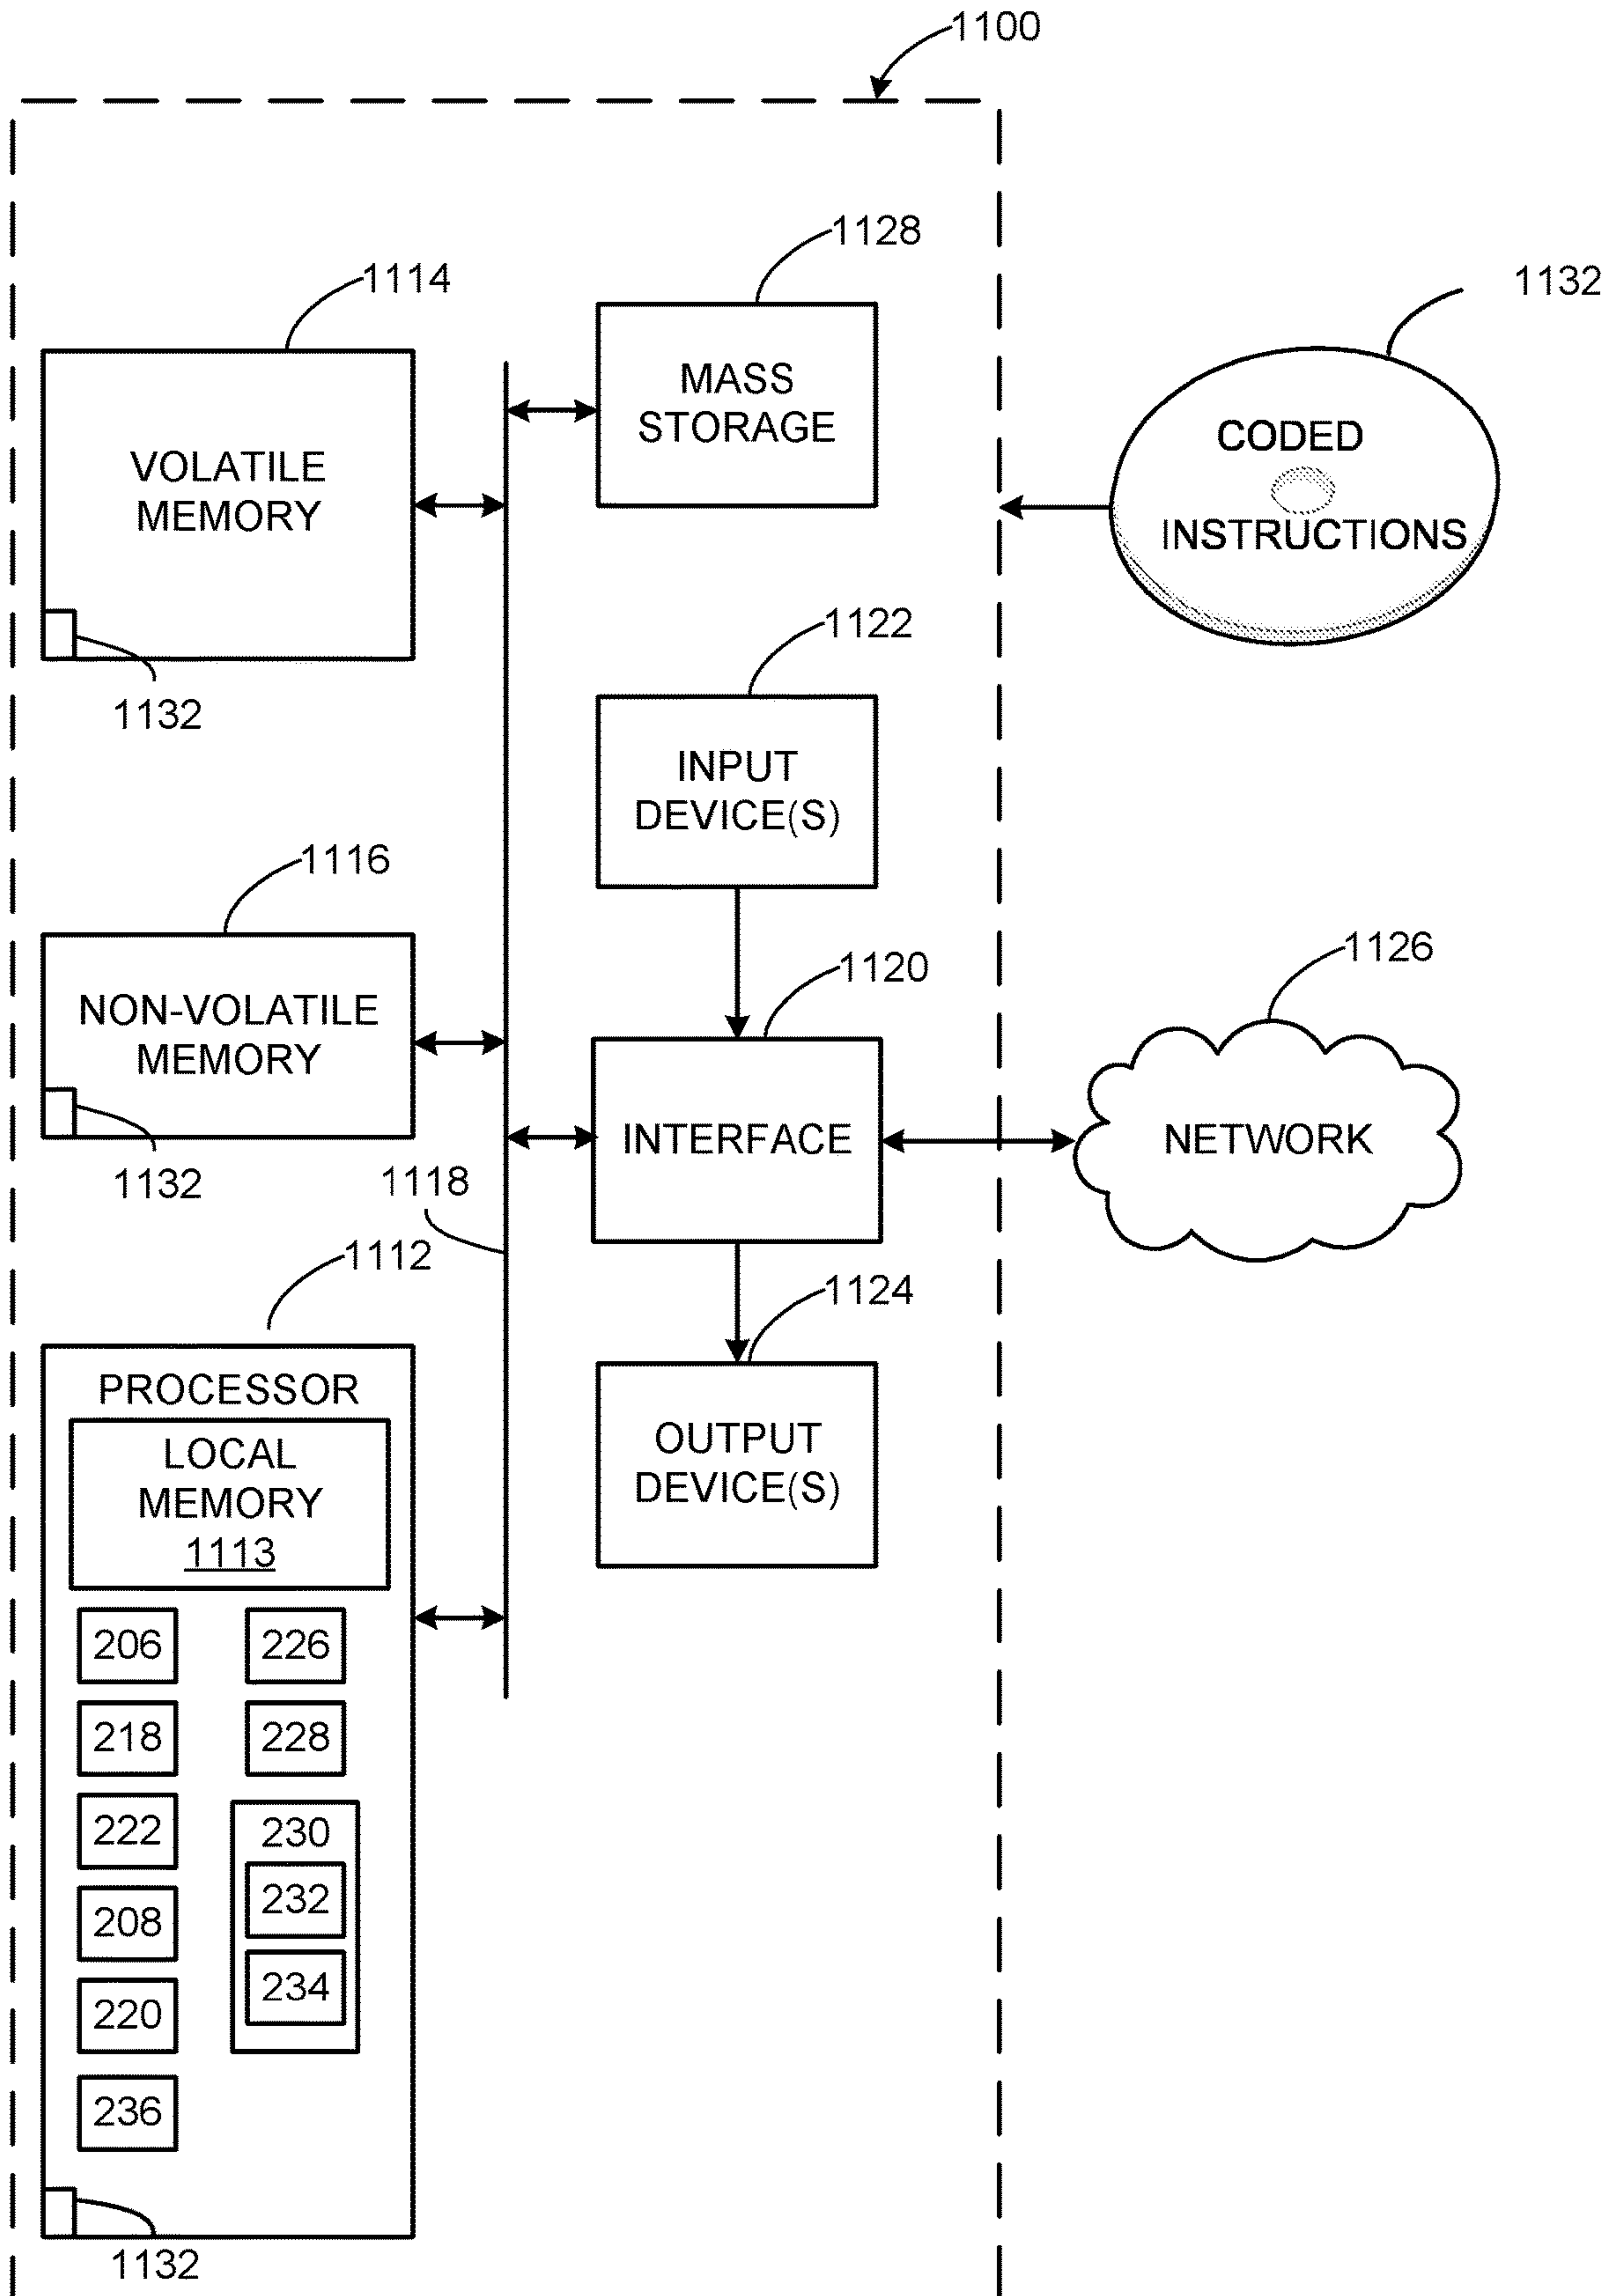 1100
1128
1114
1132
MASS
STORAGE
VOLATILE
MEMORY
CODED
INSTRUCTIONS
1122
1132
INPUT
DEVICE(S)
1116
1120
1126
NON-VOLATILE
MEMORY
INTERFACE
NETWORK
1132
1118
1112
1124
PROCESSOR
LOCAL
MEMORY
1113
OUTPUT
DEVICE(S)
206
226
218
228
222
230
232
208
234
220
236
1132